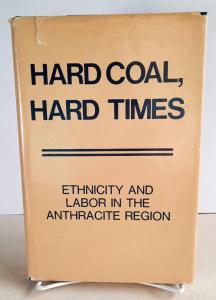 HARD COAL,
HARD TIMES
ETHNICITY AND
LABOR IN THE
ANTHRACITE REGION